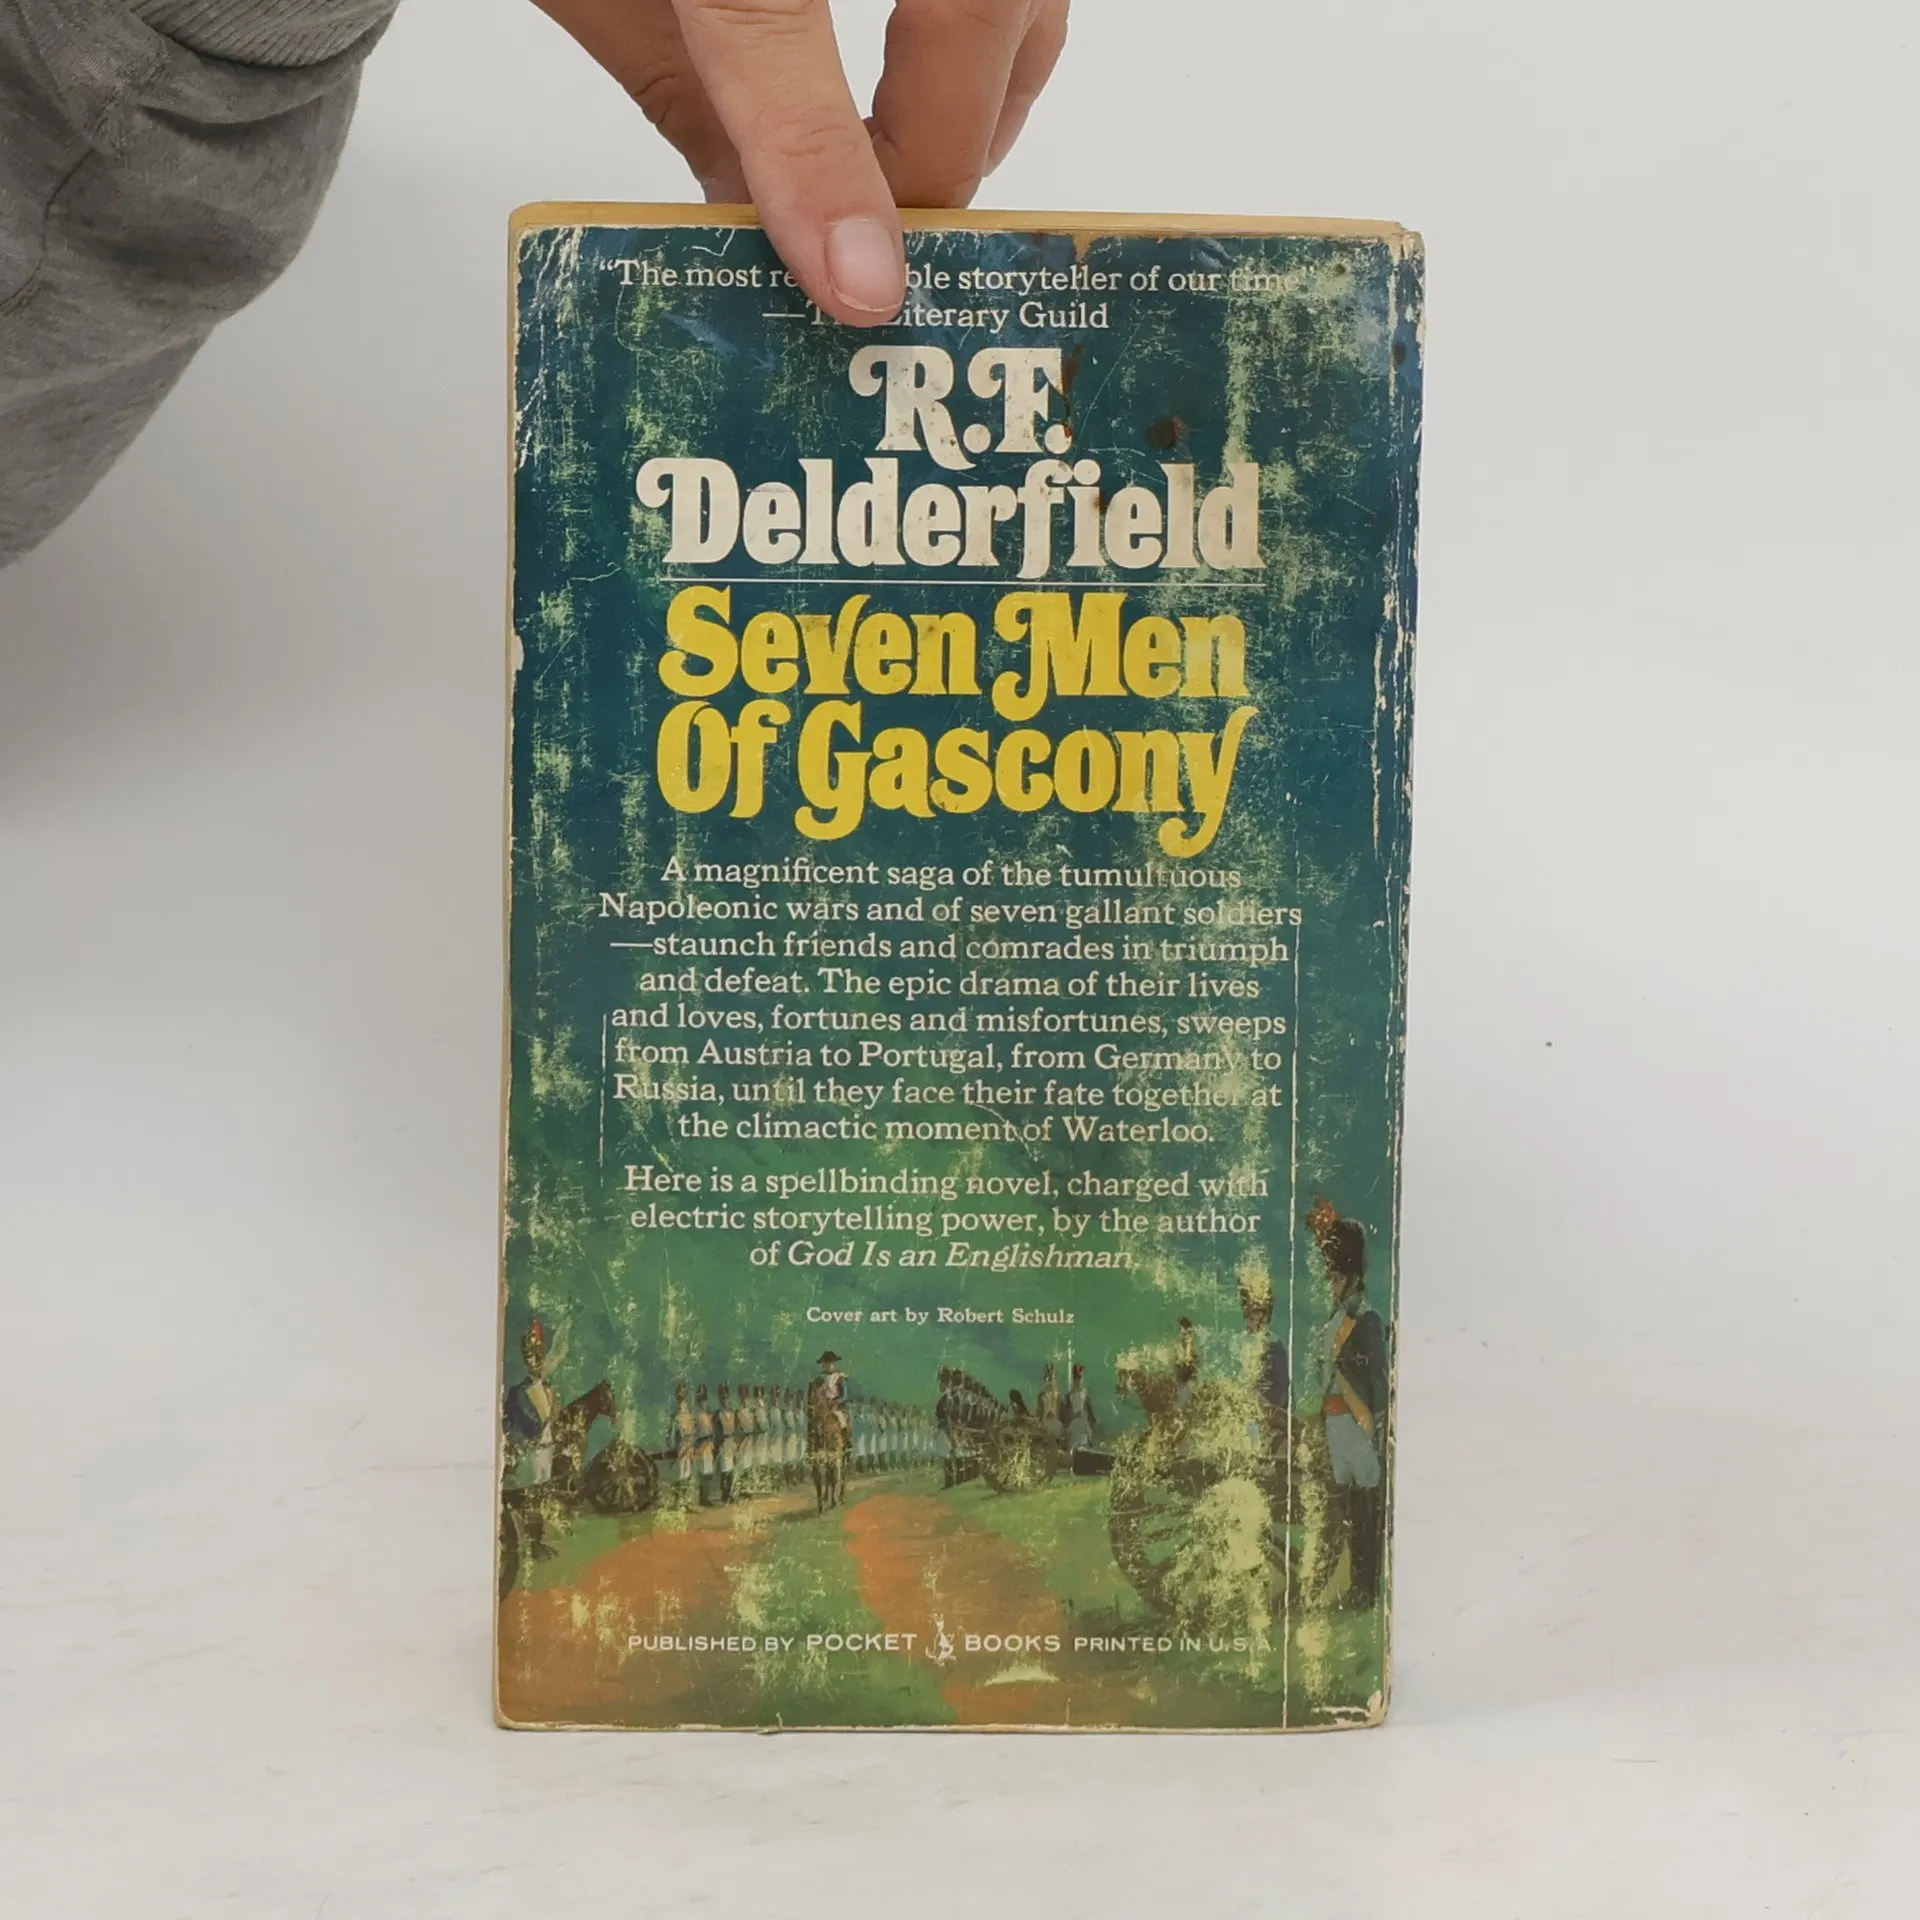 “The most re ble storyteller of our time”
— Literary Guild
R.F.
Delderfield
Seven Men
Of Gascony
A magnificent saga of the tumultuous
Napoleonic wars and of seven gallant soldiers
—staunch friends and comrades in triumph
and defeat. The epic drama of their lives
and loves, fortunes and misfortunes, sweeps
from Austria to Portugal, from Germany to
Russia, until they face their fate together at
the climactic moment of Waterloo.
Here is a spellbinding novel, charged with
electric storytelling power, by the author
of God Is an Englishman.
Cover art by Robert Schulz
PUBLISHED BY POCKET BOOKS PRINTED IN U.S.A.